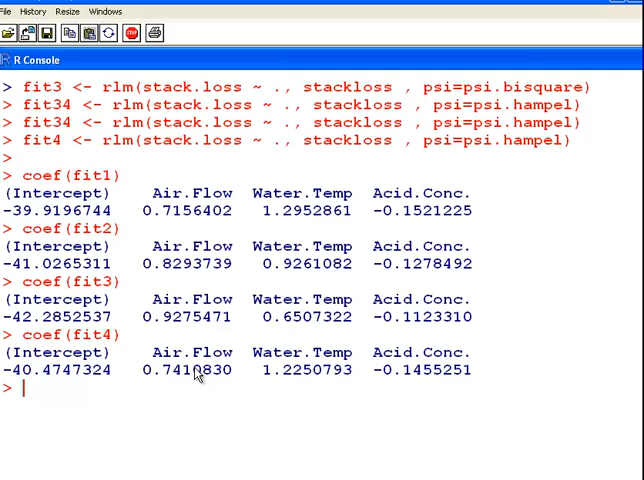 File History Resize Windows
R Console
> fit3 <- rlm(stack.loss ~ ., stackloss , psi=psi.bisquare)
> fit34 <- rlm(stack.loss ~ ., stackloss , psi=psi.hampel)
> fit34 <- rlm(stack.loss ~ ., stackloss , psi=psi.hampel)
> fit4 <- rlm(stack.loss ~ ., stackloss , psi=psi.hampel)
>
> coef(fit1)
(Intercept) Air.Flow Water.Temp Acid.Conc.
-39.9196744 0.7156402 1.2952861 -0.1521225
> coef(fit2)
(Intercept) Air.Flow Water.Temp Acid.Conc.
-41.0265311 0.8293739 0.9261082 -0.1278492
> coef(fit3)
(Intercept) Air.Flow Water.Temp Acid.Conc.
-42.2852537 0.9275471 0.6507322 -0.1123310
> coef(fit4)
(Intercept) Air.Flow Water.Temp Acid.Conc.
-40.4747324 0.7410830 1.2250793 -0.1455251
>